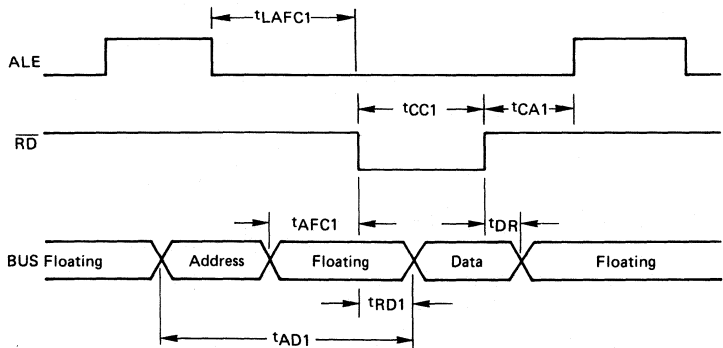 tLAFC1
ALE
tCC1
tCA1
RD
tAFC1
tDR
BUS Floating Address Floating Data Floating
tRD1
tAD1